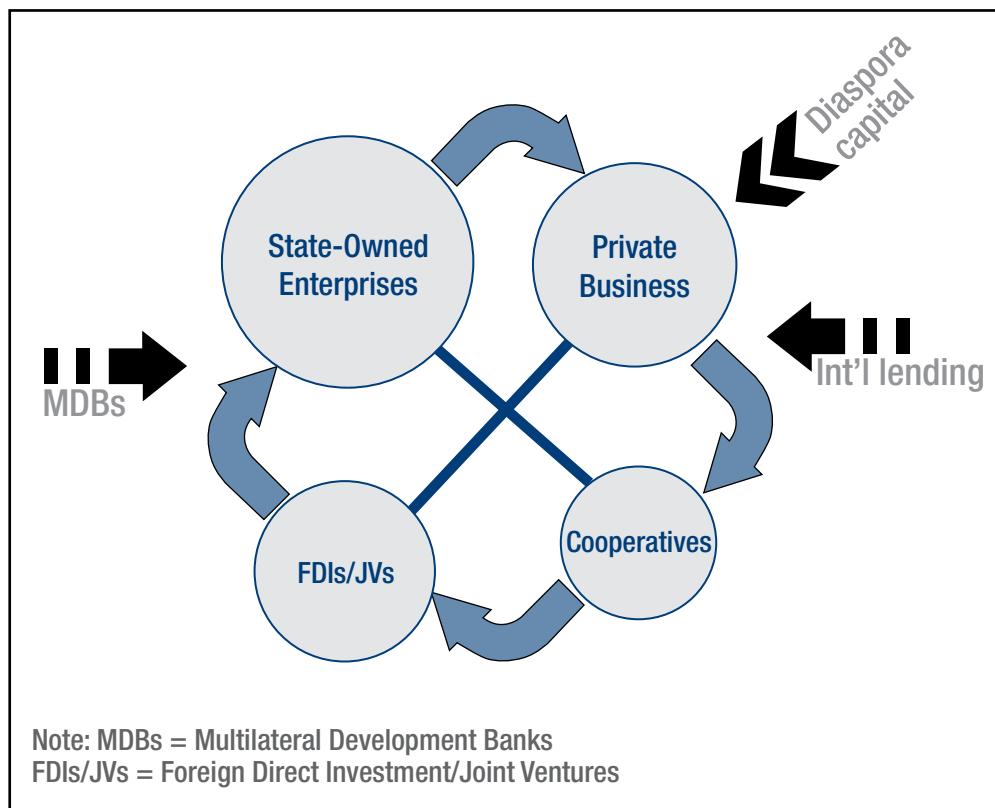 Diaspora
capital
State-Owned
Enterprises
Private
Business
MDBs
Int'l lending
Cooperatives
FDIs/JVs
Note: MDBs = Multilateral Development Banks
FDIs/JVs = Foreign Direct Investment/Joint Ventures